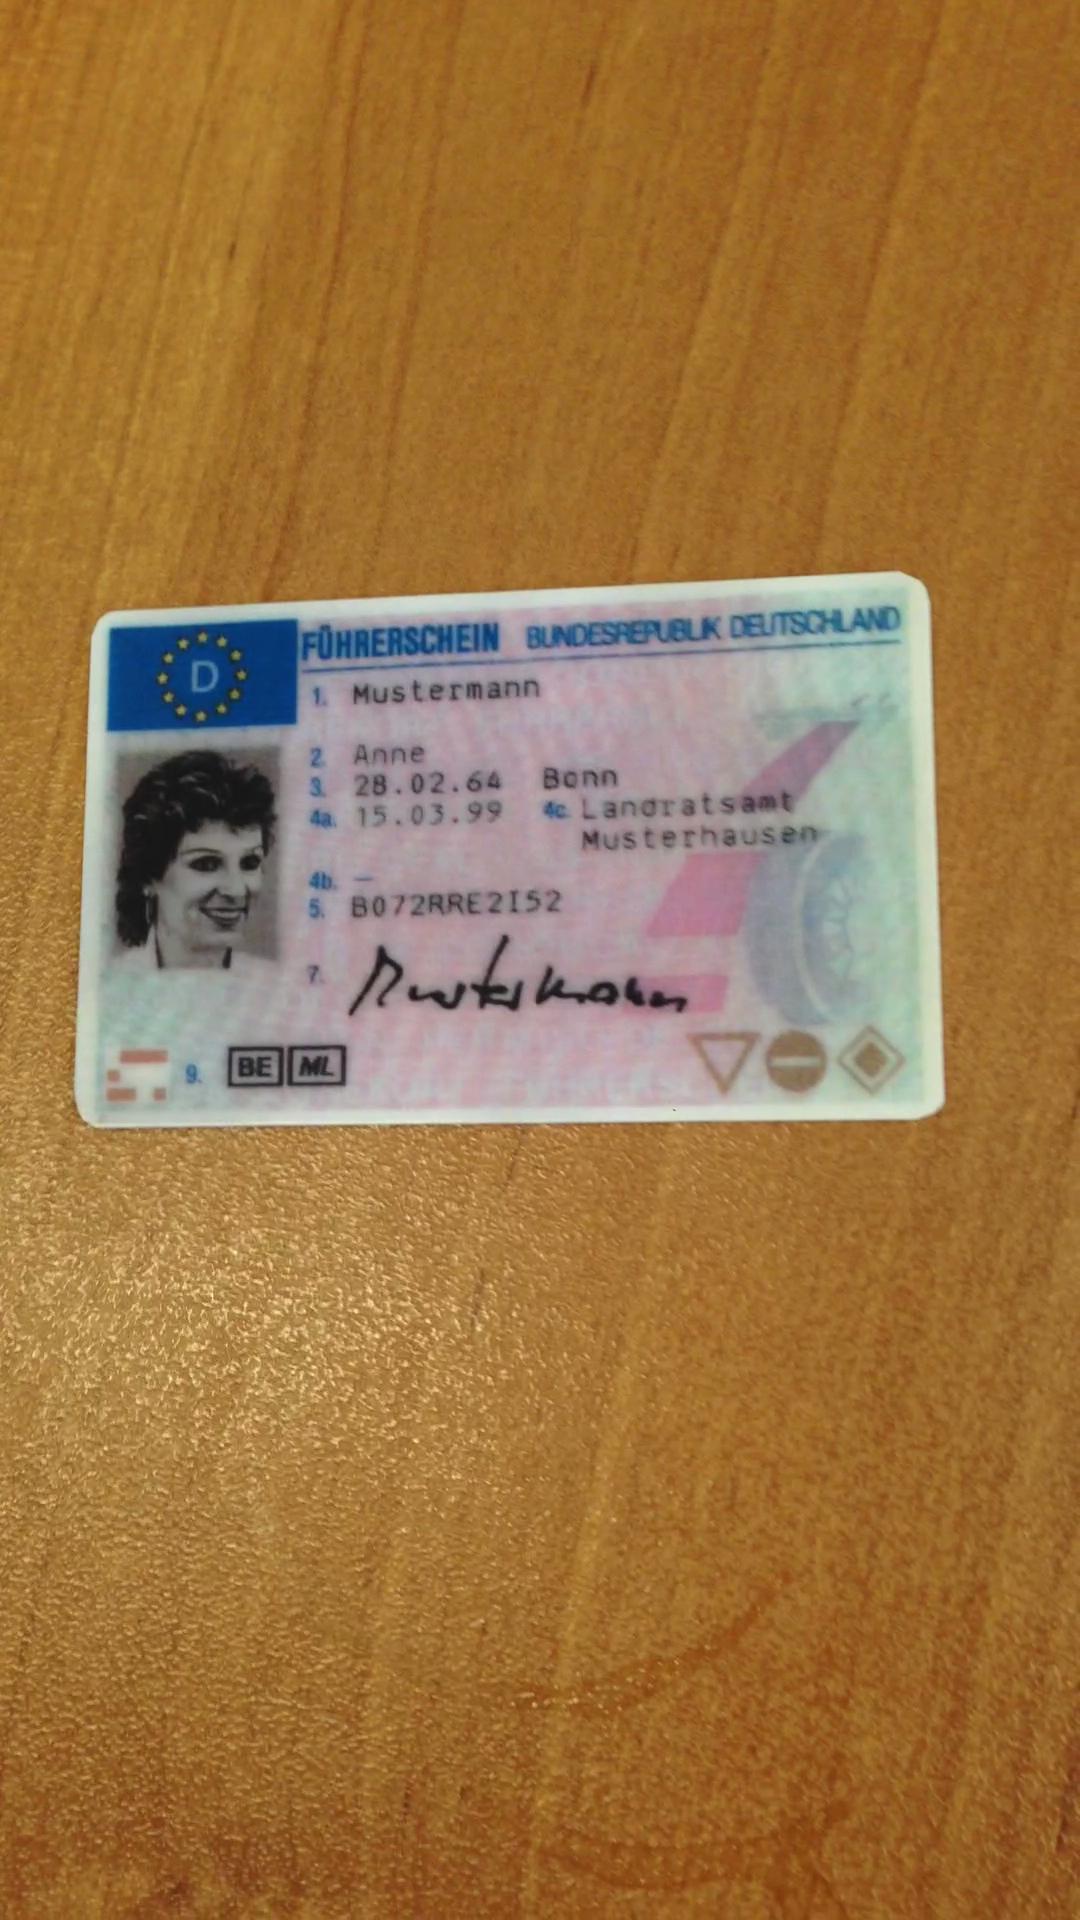 D
FÜHRERSCHEIN BUNDESREPUBLIK DEUTSCHLAND
1. Mustermann
2. Anne
3. 28.02.64 Bonn
4a. 15.03.99 4c. Landratsamt
Musterhausen
4b. –
5. B072RRE2I52
7. Mustermann
9. BE ML